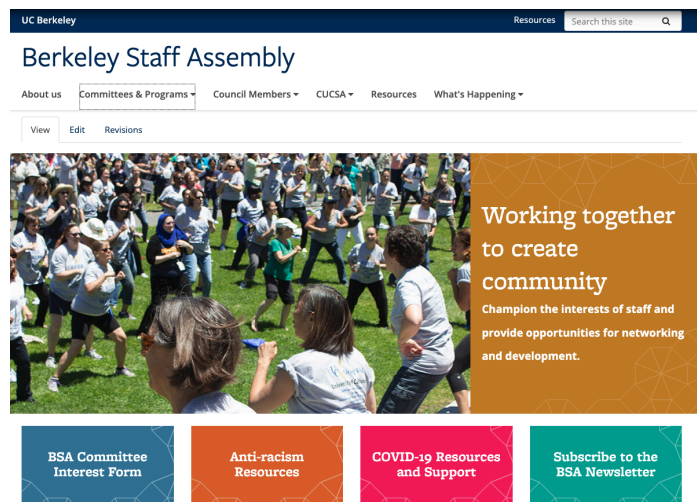 UC Berkeley
Resources
Search this site
Berkeley Staff Assembly
About us
Committees & Programs
Council Members
CUCSA
Resources
What's Happening
View
Edit
Revisions
Working together
to create
community
Champion the interests of staff and
provide opportunities for networking
and development.
BSA Committee
Interest Form
Anti-racism
Resources
COVID-19 Resources
and Support
Subscribe to the
BSA Newsletter